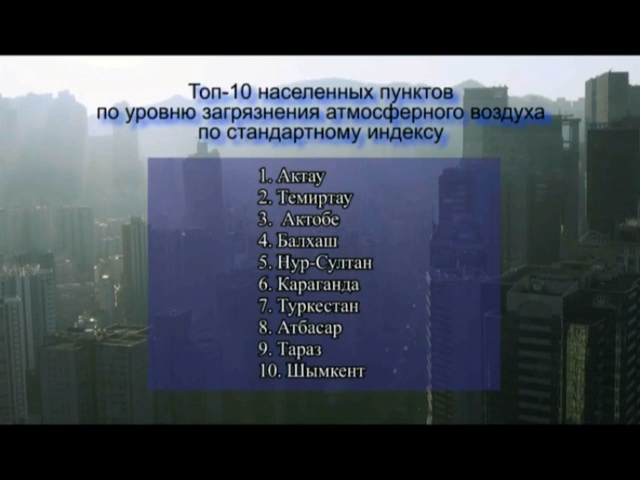 Топ-10 населенных пунктов
по уровню загрязнения атмосферного воздуха
по стандартному индексу
1. Актау
2. Темиртау
3. Актобе
4. Балхаш
5. Нур-Султан
6. Караганда
7. Туркестан
8. Атбасар
9. Тараз
10. Шымкент